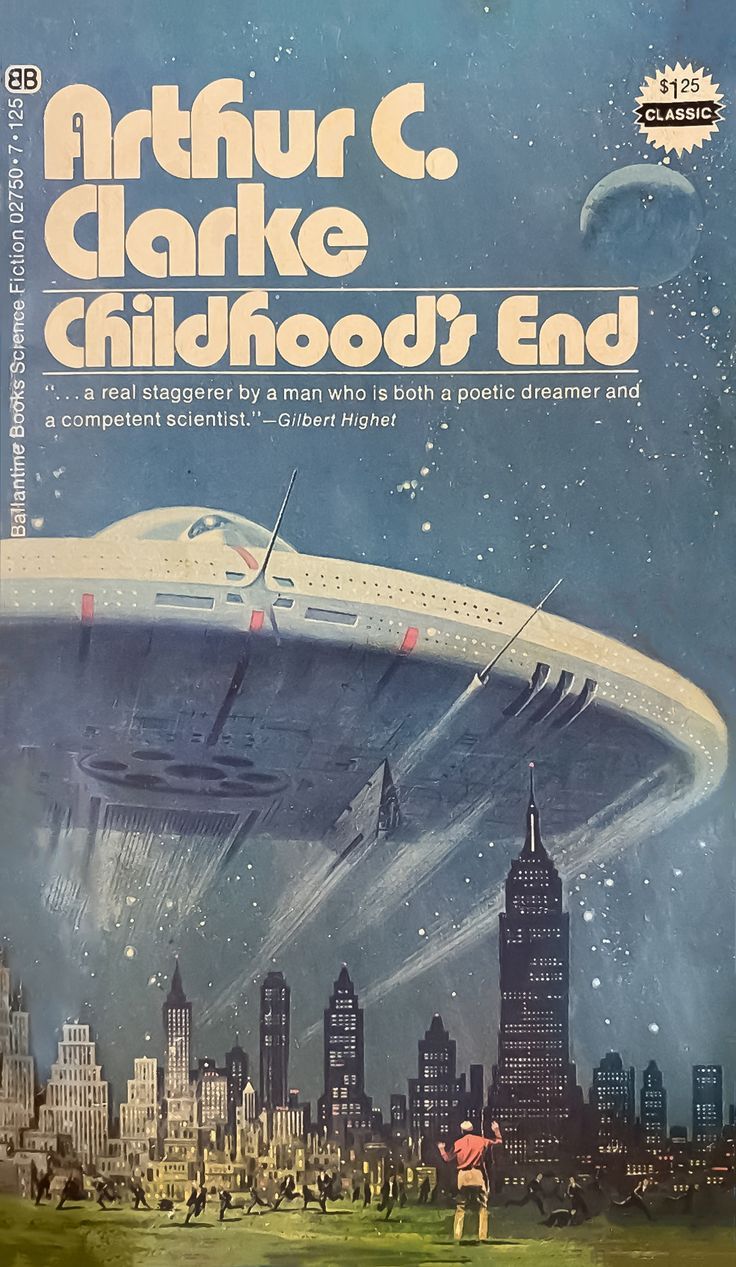 BB
Arthur C.
Clarke
Childhood's End
"... a real staggerer by a man who is both a poetic dreamer and
a competent scientist."—Gilbert Highet
$1.25
CLASSIC
Ballantine Books Science Fiction 02750•7•125